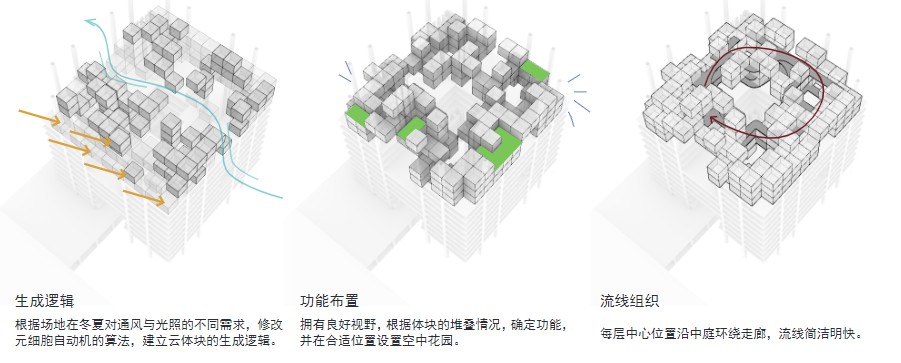 生成逻辑
根据场地在冬夏对通风与光照的不同需求，修改
元细胞自动机的算法，建立云体块的生成逻辑。
功能布置
拥有良好视野，根据体块的堆叠情况，确定功能，
并在合适位置设置空中花园。
流线组织
每层中心位置沿中庭环绕走廊，流线简洁明快。